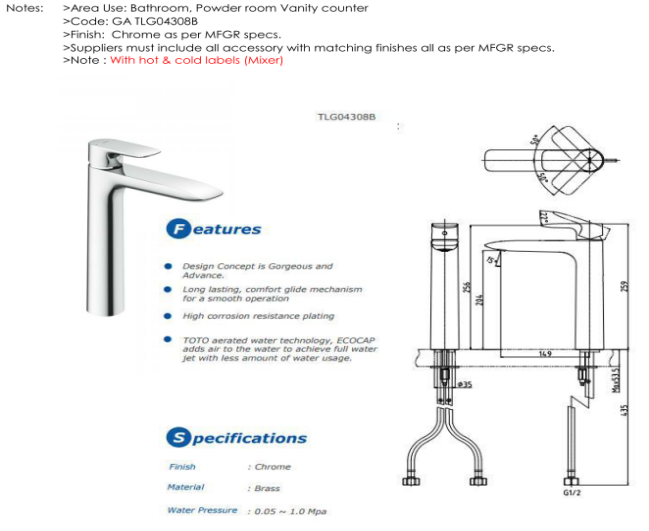 Notes: >Area Use: Bathroom, Powder room Vanity counter
>Code: GA TLG04308B
>Finish: Chrome as per MFGR specs.
>Suppliers must include all accessory with matching finishes all as per MFGR specs.
>Note : With hot & cold labels (Mixer)
TLG04308B
:
50°
50°
Features
Design Concept is Gorgeous and
Advance.
Long lasting, comfort glide mechanism
for a smooth operation
High corrosion resistance plating
TOTO aerated water technology, ECOCAP
adds air to the water to achieve full water
jet with less amount of water usage.
22°
256
204
259
149
ø35
Max53.5
435
G1/2
Specifications
Finish : Chrome
Material : Brass
Water Pressure : 0.05 ~ 1.0 Mpa